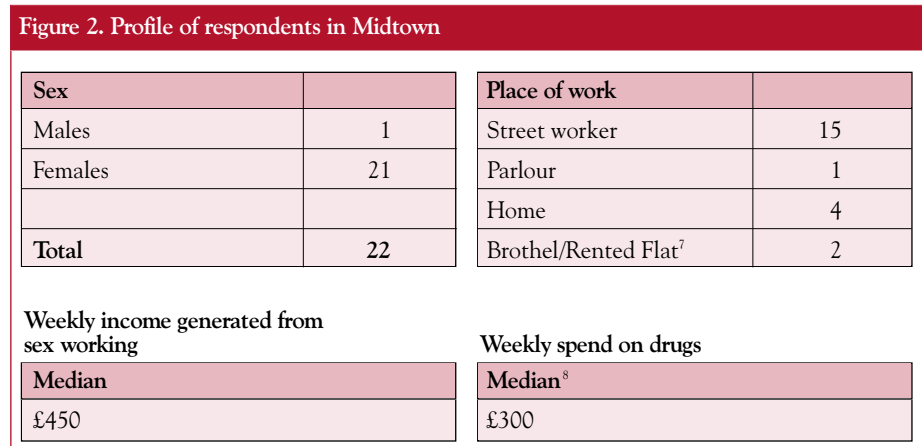 Figure 2. Profile of respondents in Midtown
Sex
Males 1
Females 21
Total 22
Place of work
Street worker 15
Parlour 1
Home 4
Brothel/Rented Flat⁷ 2
Weekly income generated from
sex working
Median
£450
Weekly spend on drugs
Median⁸
£300